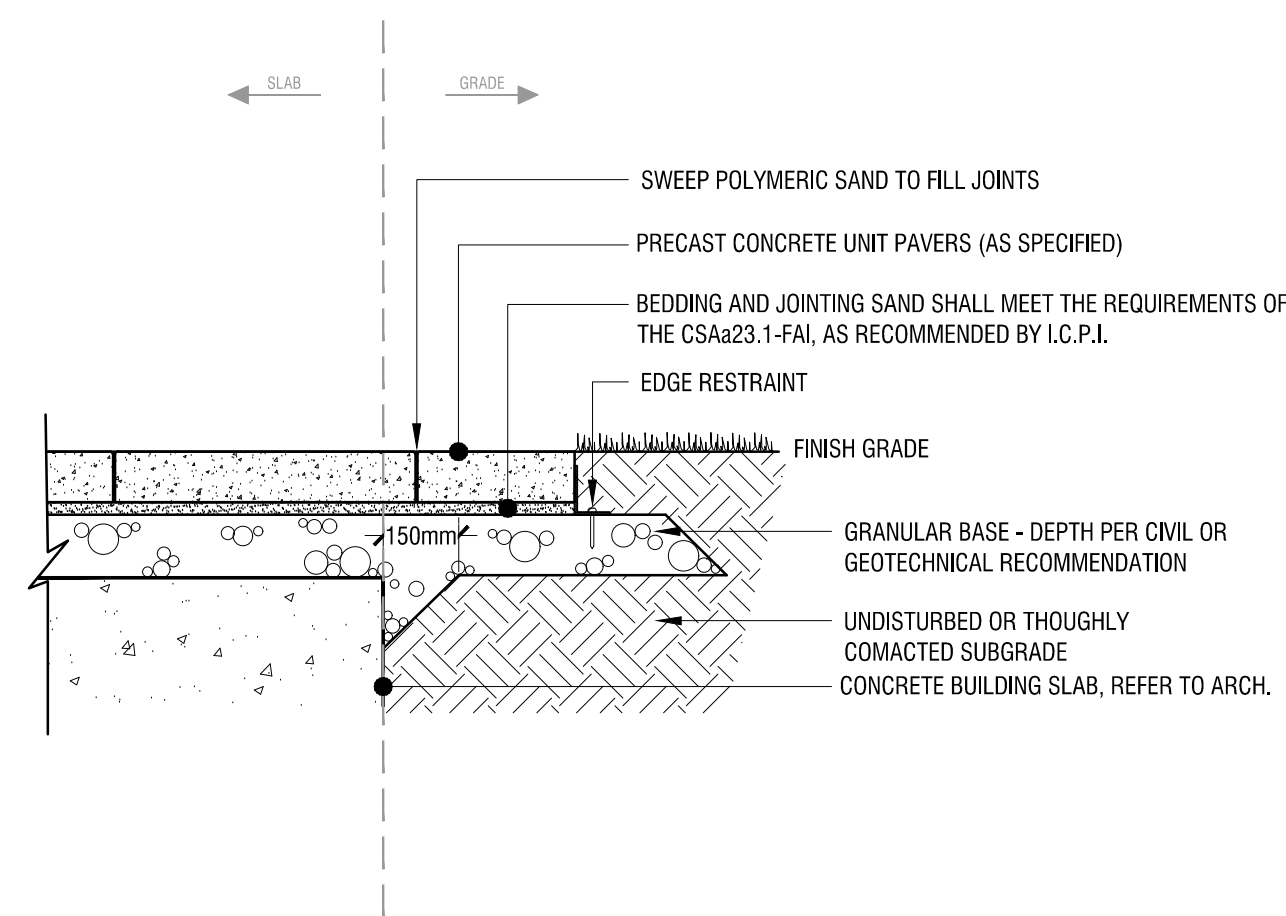 SLAB
GRADE
SWEEP POLYMERIC SAND TO FILL JOINTS
PRECAST CONCRETE UNIT PAVERS (AS SPECIFIED)
BEDDING AND JOINTING SAND SHALL MEET THE REQUIREMENTS OF
THE CSAa23.1-FAI, AS RECOMMENDED BY I.C.P.I.
EDGE RESTRAINT
FINISH GRADE
150mm
GRANULAR BASE - DEPTH PER CIVIL OR
GEOTECHNICAL RECOMMENDATION
UNDISTURBED OR THOUGHLY
COMACTED SUBGRADE
CONCRETE BUILDING SLAB, REFER TO ARCH.